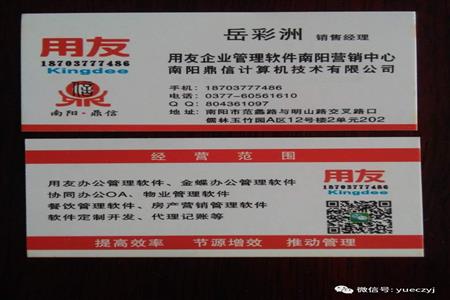 用友
18703777486
Kingdee
南阳·鼎信
岳彩洲 销售经理
用友企业管理软件南阳营销中心
南阳鼎信计算机技术有限公司
手机：18703777486
电话：0377-60561610
Q Q：804361097
地址：南阳市范蠡路与明山路交叉路口
儒林玉竹园A区12号楼2单元202
经营范围
用友办公管理软件、金蝶办公管理软件
协同办公OA、物业管理软件
餐饮管理软件、房产营销管理软件
软件定制开发、代理记账等
用友
18703777486
提高效率 节源增效 推动管理
微信号: yueczyj